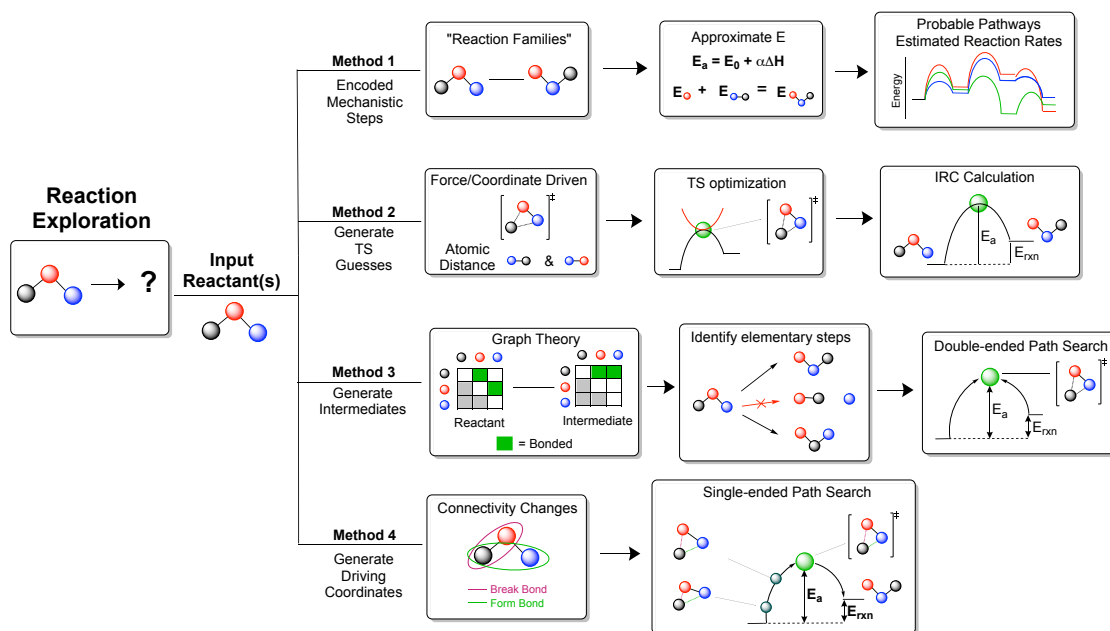 Reaction
Exploration
?
Input
Reactant(s)
Method 1
Encoded
Mechanistic
Steps
"Reaction Families"
Approximate E
Eₐ = E₀ + αΔH
E + E = E
Probable Pathways
Estimated Reaction Rates
Energy
Method 2
Generate
TS
Guesses
Force/Coordinate Driven
‡
Atomic
Distance
&
TS optimization
‡
IRC Calculation
Eₐ
Eᵣₓₙ
Method 3
Generate
Intermediates
Graph Theory
Reactant
Intermediate
= Bonded
Identify elementary steps
Double-ended Path Search
‡
Eₐ
Eᵣₓₙ
Method 4
Generate
Driving
Coordinates
Connectivity Changes
Break Bond
Form Bond
Single-ended Path Search
‡
Eₐ
Eᵣₓₙ